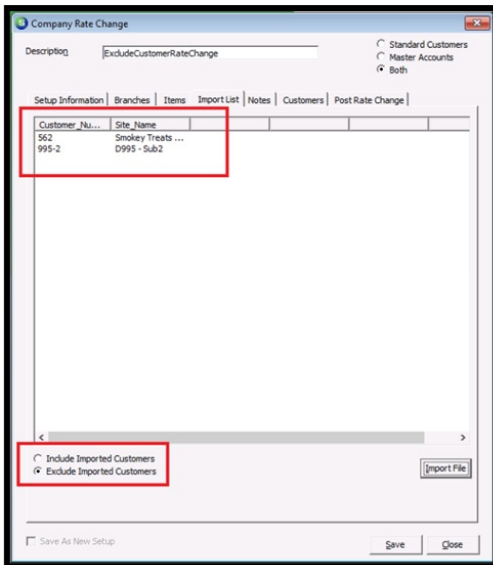 Company Rate Change
Description
ExcludeCustomerRateChange
Standard Customers
Master Accounts
Both
Setup Information Branches Items Import List Notes Customers Post Rate Change
Customer_Nu... Site_Name
562 Smokey Treats ...
995-2 D995 - Sub2
Include Imported Customers
Exclude Imported Customers
Import File
Save As New Setup
Save Close